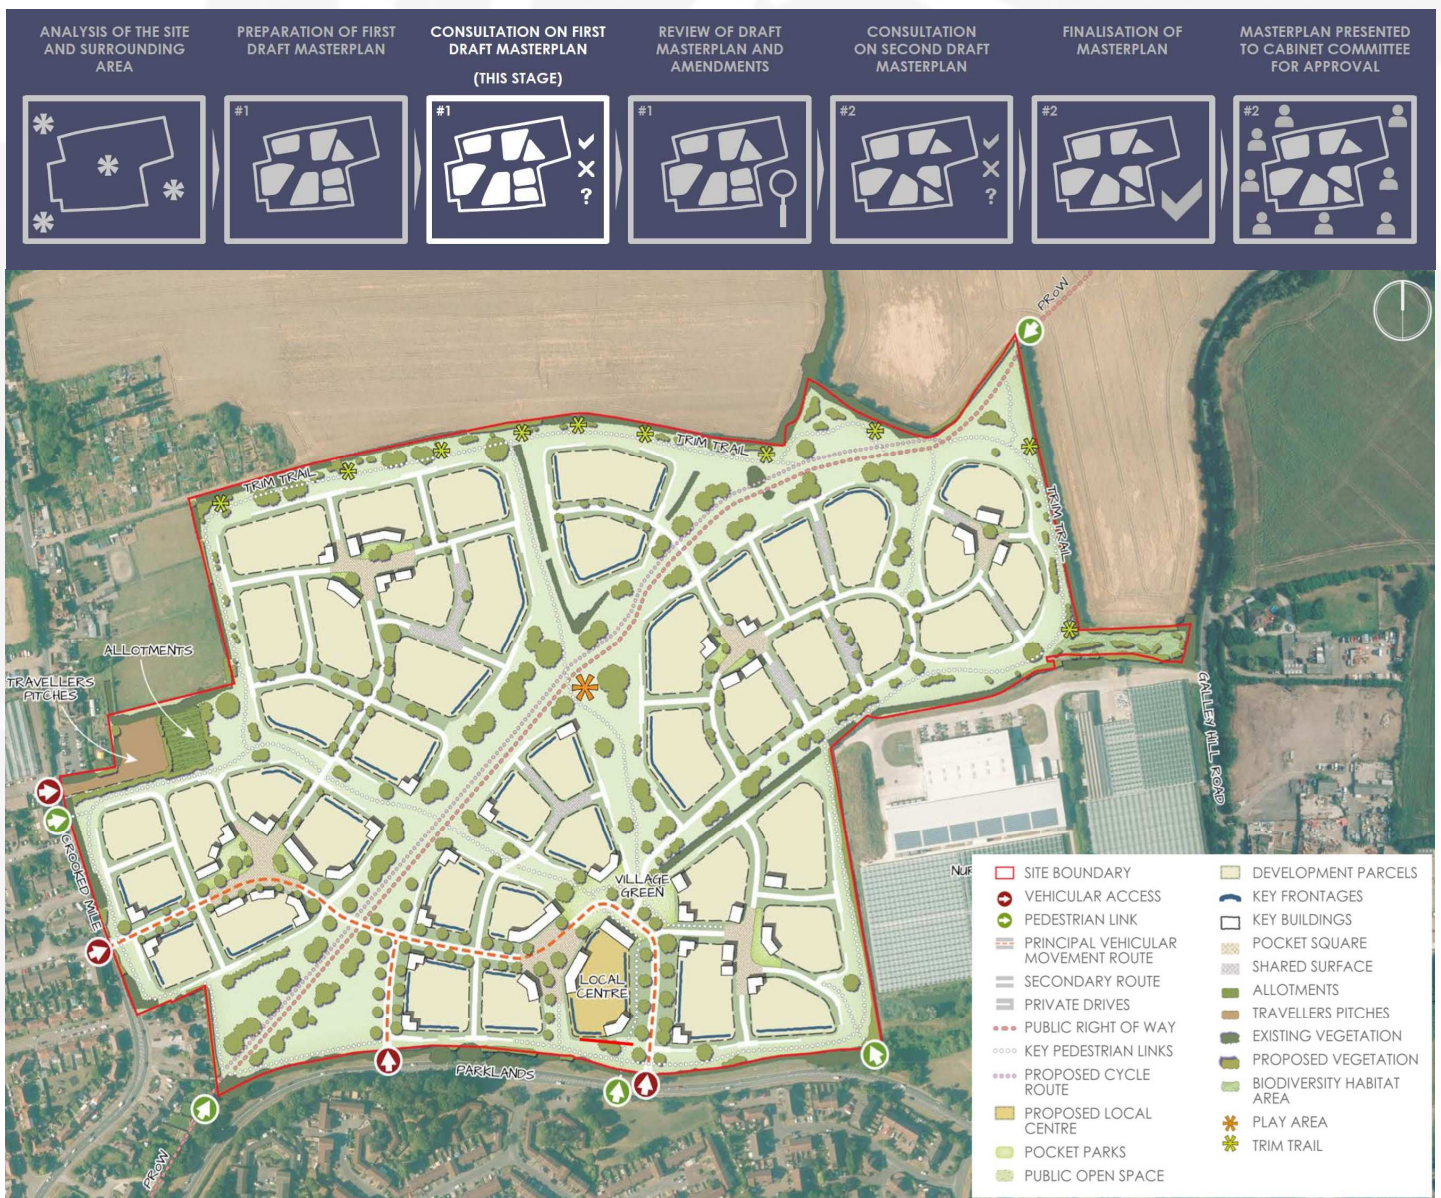 ANALYSIS OF THE SITE
AND SURROUNDING
AREA
PREPARATION OF FIRST
DRAFT MASTERPLAN
CONSULTATION ON FIRST
DRAFT MASTERPLAN
(THIS STAGE)
REVIEW OF DRAFT
MASTERPLAN AND
AMENDMENTS
CONSULTATION
ON SECOND DRAFT
MASTERPLAN
FINALISATION OF
MASTERPLAN
MASTERPLAN PRESENTED
TO CABINET COMMITTEE
FOR APPROVAL
#1
#1
?
#1
#2
?
#2
#2
PROW
TRIM TRAIL
TRIM TRAIL
TRIM TRAIL
ALLOTMENTS
TRAVELLERS
PITCHES
GALLEY HILL ROAD
CROOKED MILE
VILLAGE
GREEN
LOCAL
CENTRE
PARKLANDS
PROW
SITE BOUNDARY
VEHICULAR ACCESS
PEDESTRIAN LINK
PRINCIPAL VEHICULAR
MOVEMENT ROUTE
SECONDARY ROUTE
PRIVATE DRIVES
PUBLIC RIGHT OF WAY
KEY PEDESTRIAN LINKS
PROPOSED CYCLE
ROUTE
PROPOSED LOCAL
CENTRE
POCKET PARKS
PUBLIC OPEN SPACE
DEVELOPMENT PARCELS
KEY FRONTAGES
KEY BUILDINGS
POCKET SQUARE
SHARED SURFACE
ALLOTMENTS
TRAVELLERS PITCHES
EXISTING VEGETATION
PROPOSED VEGETATION
BIODIVERSITY HABITAT
AREA
PLAY AREA
TRIM TRAIL